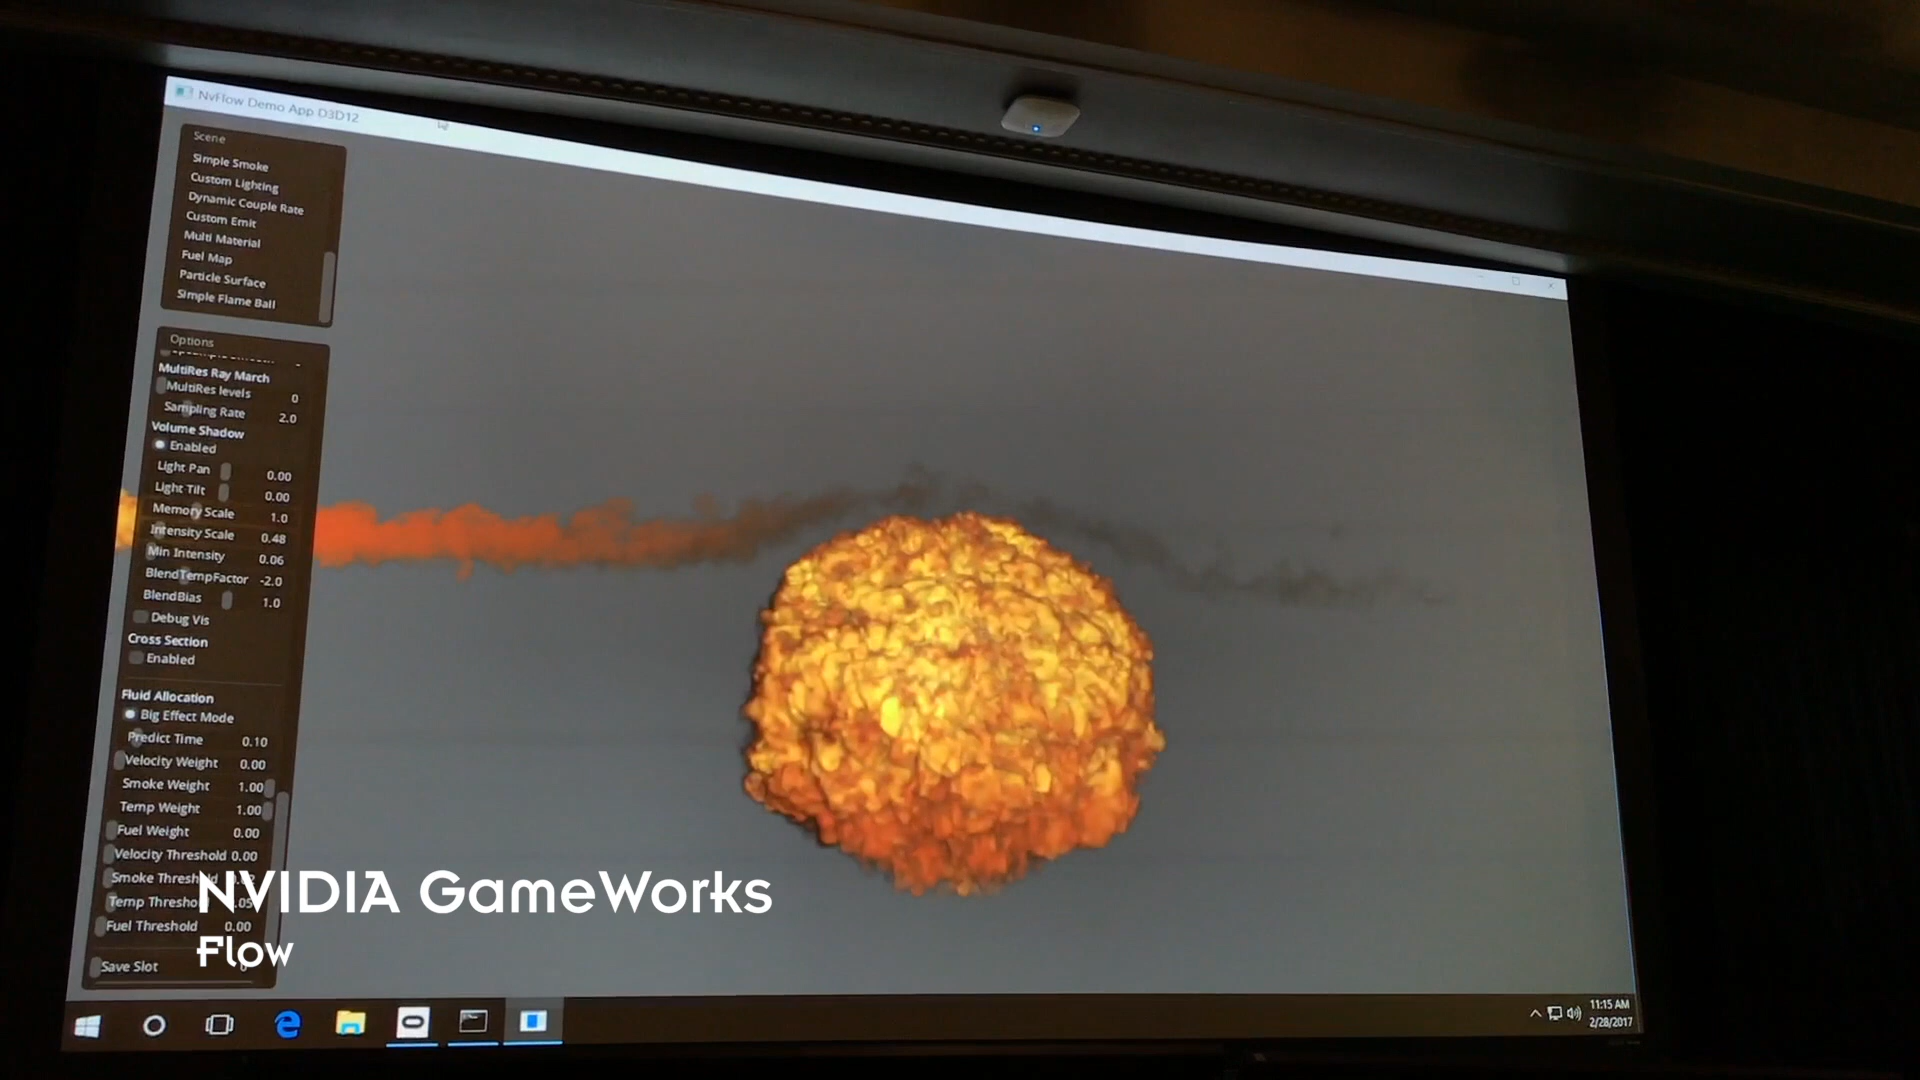 NvFlow Demo App D3D12
Scene
Simple Smoke
Custom Lighting
Dynamic Couple Rate
Custom Emit
Multi Material
Fuel Map
Particle Surface
Simple Flame Ball
Options
MultiRes Ray March
MultiRes levels 0
Sampling Rate 2.0
Volume Shadow
Enabled
Light Pan 0.00
Light Tilt 0.00
Memory Scale 1.0
Intensity Scale 0.48
Min Intensity 0.06
BlendTempFactor -2.0
BlendBias 1.0
Debug Vis
Cross Section
Enabled
Fluid Allocation
Big Effect Mode
Predict Time 0.10
Velocity Weight 0.00
Smoke Weight 1.00
Temp Weight 1.00
Fuel Weight 0.00
Velocity Threshold 0.00
Smoke Thresh
Temp Thresho
Fuel Threshold 0.00
Save Slot
NVIDIA GameWorks
Flow
11:15 AM
2/28/2017